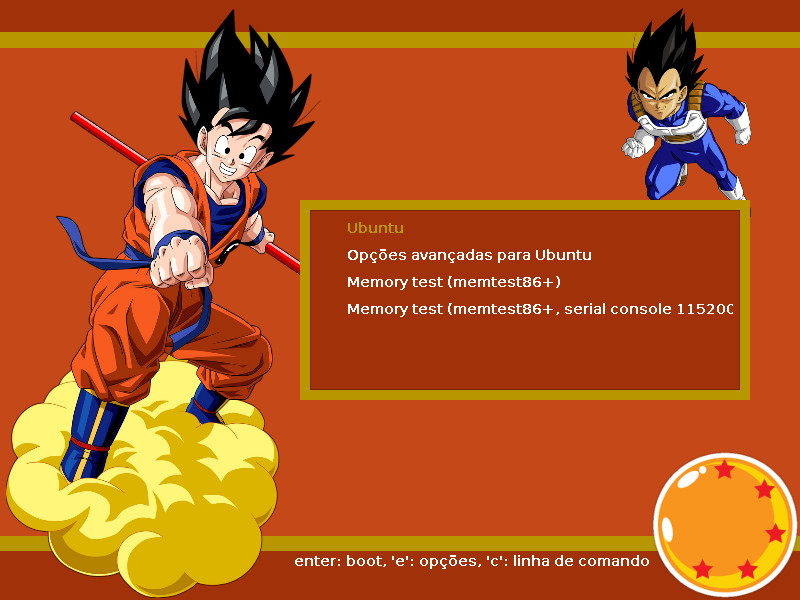 Ubuntu
Opções avançadas para Ubuntu
Memory test (memtest86+)
Memory test (memtest86+, serial console 115200
enter: boot, 'e': opções, 'c': linha de comando